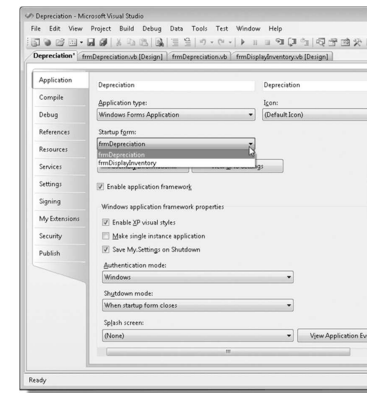 Depreciation - Microsoft Visual Studio
File Edit View Project Build Debug Data Tools Test Window Help
Depreciation* frmDepreciation.vb [Design] frmDepreciation.vb frmDisplayInventory.vb [Design]
Application
Compile
Debug
References
Resources
Services
Settings
Signing
My Extensions
Security
Publish
Depreciation Depreciation
Application type: Icon:
Windows Forms Application (Default Icon)
Startup form:
frmDepreciation
frmDepreciation
frmDisplayInventory
Enable application framework
Windows application framework properties
Enable XP visual styles
Make single instance application
Save My.Settings on Shutdown
Authentication mode:
Windows
Shutdown mode:
When startup form closes
Splash screen:
(None) View Application Ev
Ready